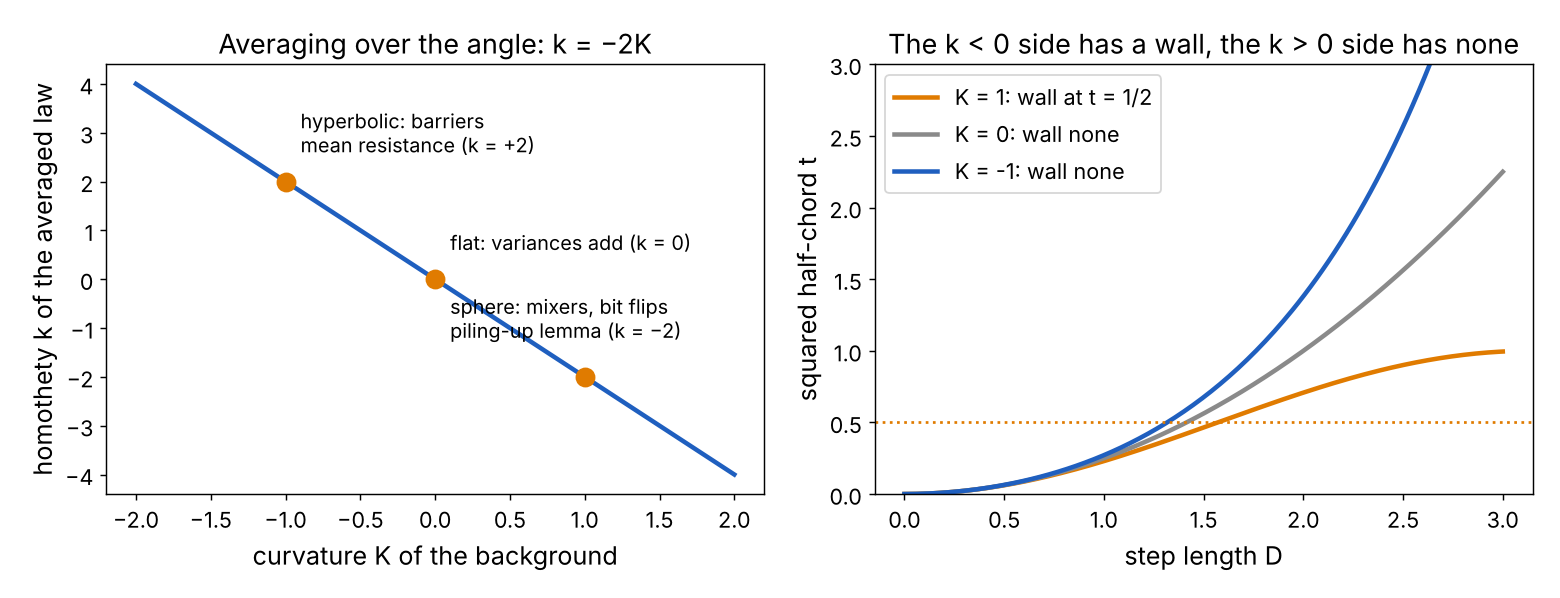 Averaging over the angle: k = −2K
homothety k of the averaged law
4
3
2
1
0
−1
−2
−3
−4
hyperbolic: barriers
mean resistance (k = +2)
flat: variances add (k = 0)
sphere: mixers, bit flips
piling-up lemma (k = −2)
−2.0 −1.5 −1.0 −0.5 0.0 0.5 1.0 1.5 2.0
curvature K of the background
The k < 0 side has a wall, the k > 0 side has none
squared half-chord t
3.0
2.5
2.0
1.5
1.0
0.5
0.0
K = 1: wall at t = 1/2
K = 0: wall none
K = -1: wall none
0.0 0.5 1.0 1.5 2.0 2.5 3.0
step length D